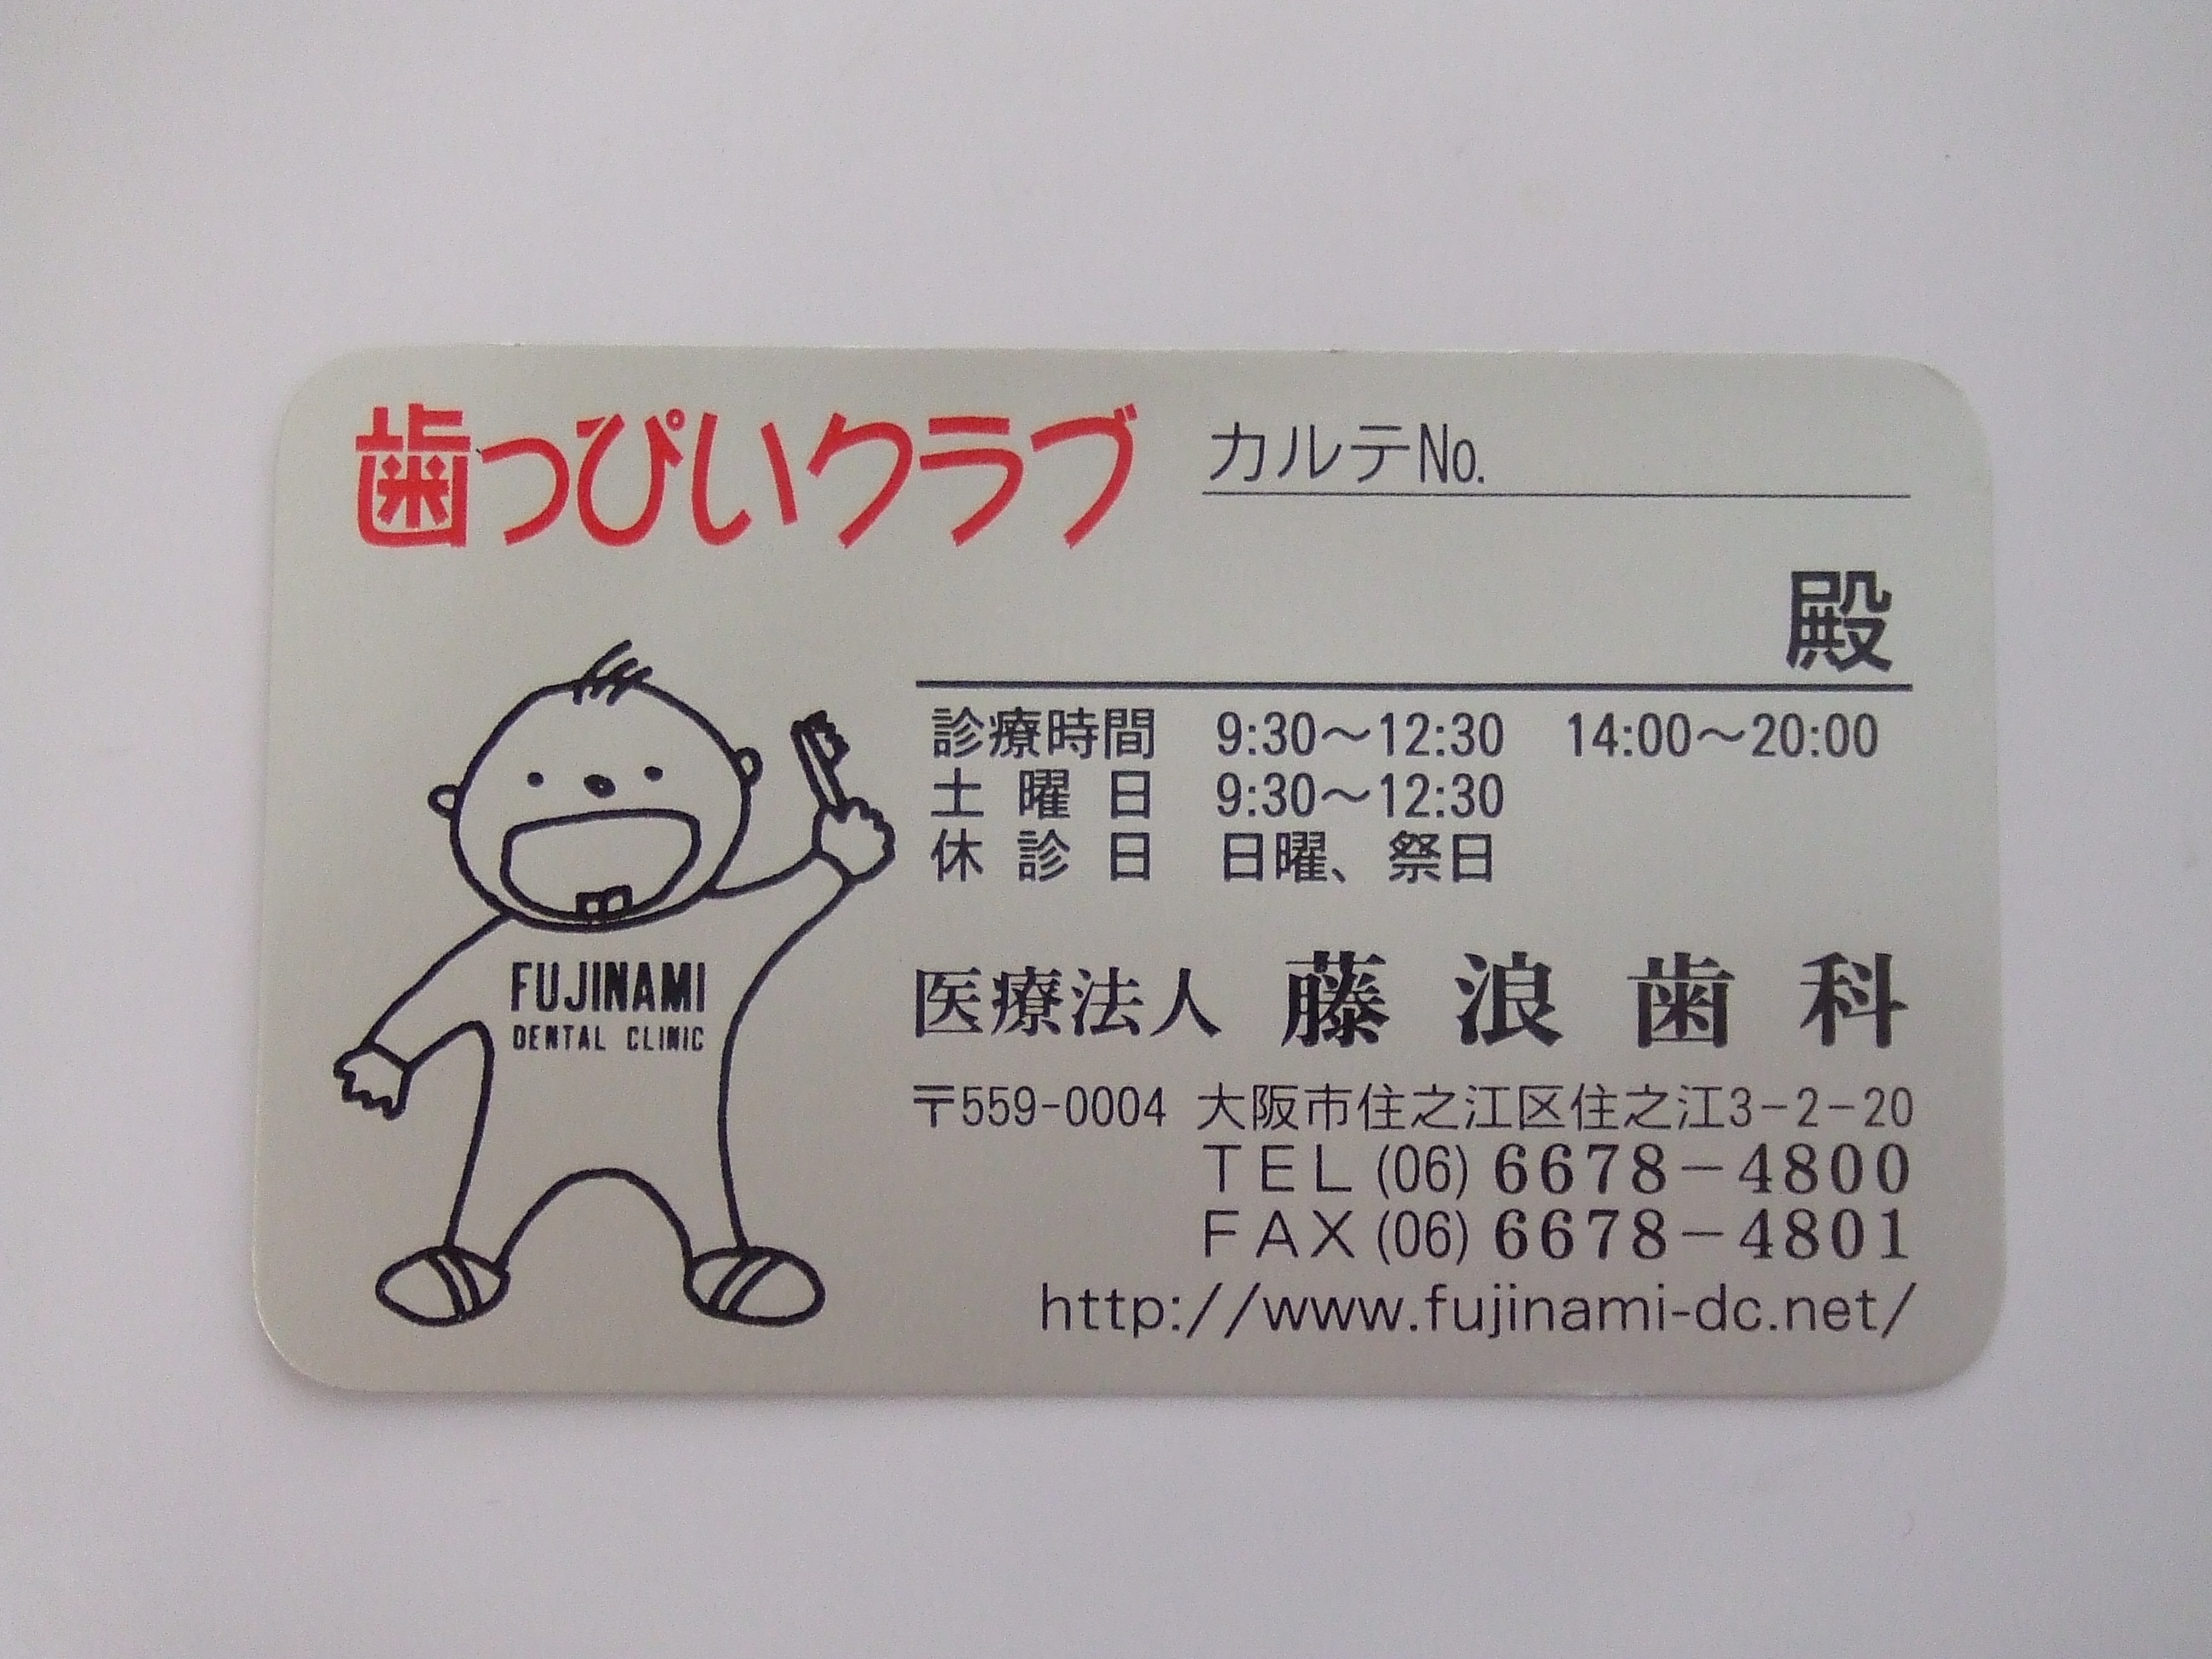 歯っぴいクラブ
カルテNo.
殿
診療時間 9:30〜12:30 14:00〜20:00
土曜日 9:30〜12:30
休診日 日曜、祭日
FUJINAMI
DENTAL CLINIC
医療法人 藤浪歯科
〒559-0004 大阪市住之江区住之江3-2-20
TEL (06) 6678-4800
FAX (06) 6678-4801
http://www.fujinami-dc.net/